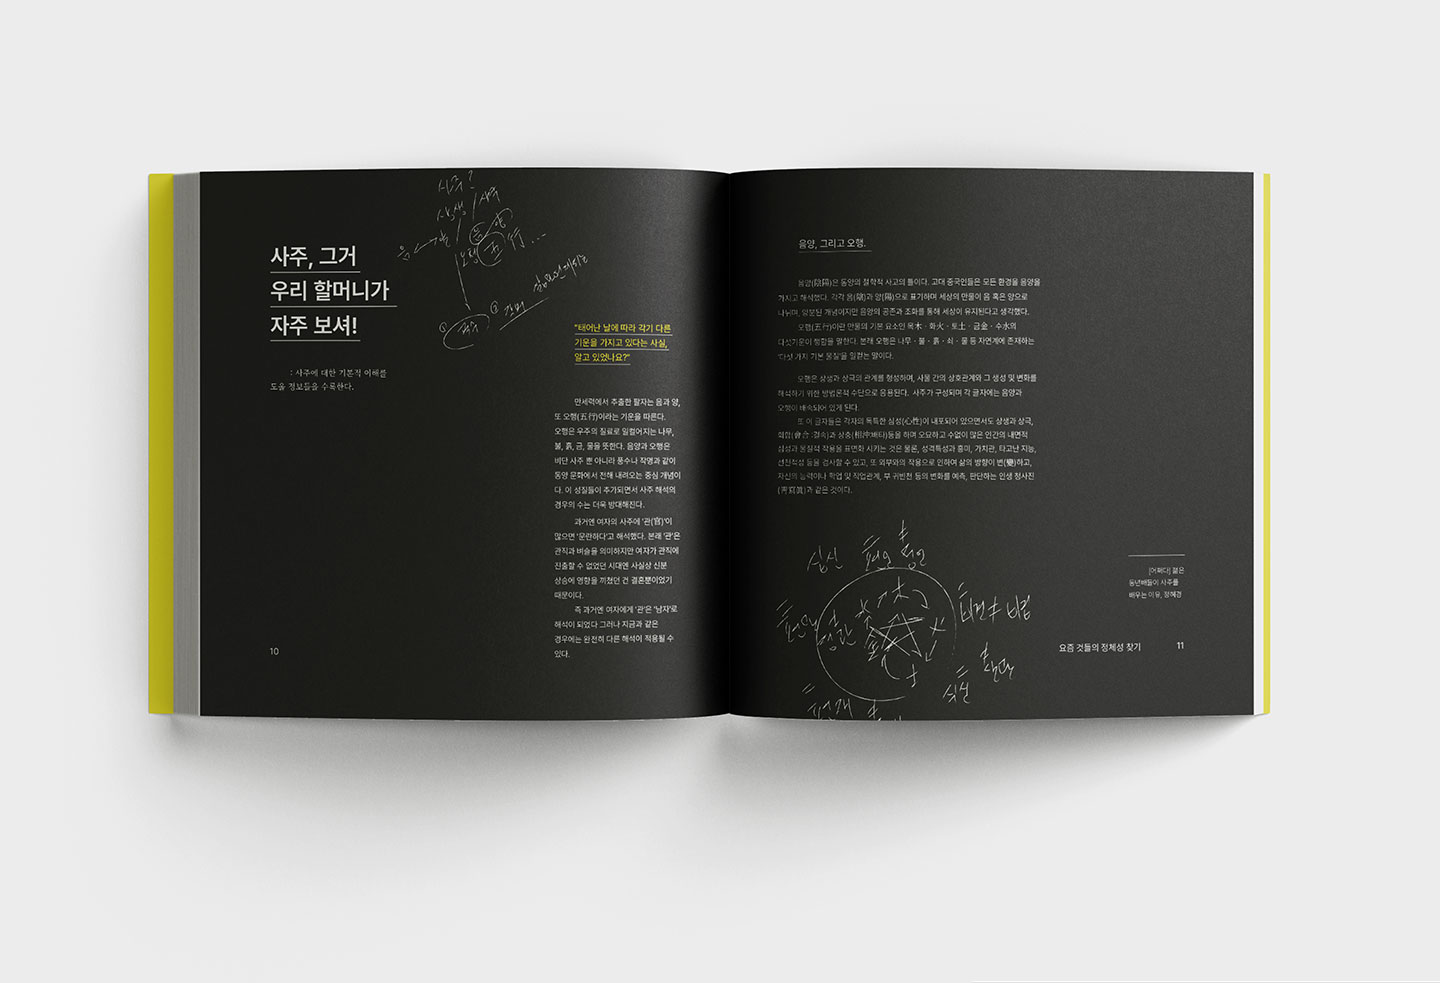 사주?
상생
五行...
사주, 그거
우리 할머니가
자주 보셔!
: 사주에 대한 기본적 이해를
도울 정보들을 수록한다.
"태어난 날에 따라 각기 다른
기운을 가지고 있다는 사실,
알고 있었나요?"
만세력에서 추출한 팔자는 음과 양,
또 오행(五行)이라는 기운을 따른다.
오행은 우주의 질료로 일컬어지는 나무,
불, 흙, 금, 물을 뜻한다. 음양과 오행은
비단 사주 뿐 아니라 풍수나 작명과 같이
동양 문화에서 전해 내려오는 중심 개념이
다. 이 성질들이 추가되면서 사주 해석의
경우의 수는 더욱 방대해진다.
과거엔 여자의 사주에 '관(官)'이
많으면 '문란하다'고 해석했다. 본래 '관'은
관직과 벼슬을 의미하지만 여자가 관직에
진출할 수 없었던 시대엔 사실상 신분
상승에 영향을 끼쳤던 건 결혼뿐이었기
때문이다.
즉 과거엔 여자에게 '관'은 '남자'로
해석이 되었다 그러나 지금과 같은
경우에는 완전히 다른 해석이 적용될 수
있다.
10
음양, 그리고 오행.
음양(陰陽)은 동양의 철학적 사고의 틀이다. 고대 중국인들은 모든 환경을 음양을
가지고 해석했다. 각각 음(陰)과 양(陽)으로 표기하며 세상의 만물이 음 혹은 양으로
나뉘며, 양분된 개념이지만 음양의 공존과 조화를 통해 세상이 유지된다고 생각했다.
오행(五行)이란 만물의 기본 요소인 목木 · 화火 · 토土 · 금金 · 수水의
다섯기운이 행함을 말한다. 본래 오행은 나무 · 불 · 흙 · 쇠 · 물 등 자연계에 존재하는
'다섯 가지 기본 물질'을 일컫는 말이다.
오행은 상생과 상극의 관계를 형성하며, 사물 간의 상호관계와 그 생성 및 변화를
해석하기 위한 방법론적 수단으로 응용된다. 사주가 구성되며 각 글자에는 음양과
오행이 배속되어 있게 된다.
또 이 글자들은 각자의 독특한 심성(心性)이 내포되어 있으면서도 상생과 상극,
회합(會合 :결속)과 상충(相沖:배타)등을 하며 오묘하고 수없이 많은 인간의 내면적
심성과 물질적 작용을 표면화 시키는 것은 물론, 성격특성과 흥미, 가치관, 타고난 지능,
선천적성 등을 검사할 수 있고, 또 외부와의 작용으로 인하여 삶의 방향이 변(變)하고,
자신의 능력이나 학업 및 직업관계, 부 귀빈천 등의 변화를 예측, 판단하는 인생 청사진
(靑寫眞)과 같은 것이다.
십신
식신
[어쩌다] 젊은
동년배들이 사주를
배우는 이유, 정혜경
요즘 것들의 정체성 찾기
11